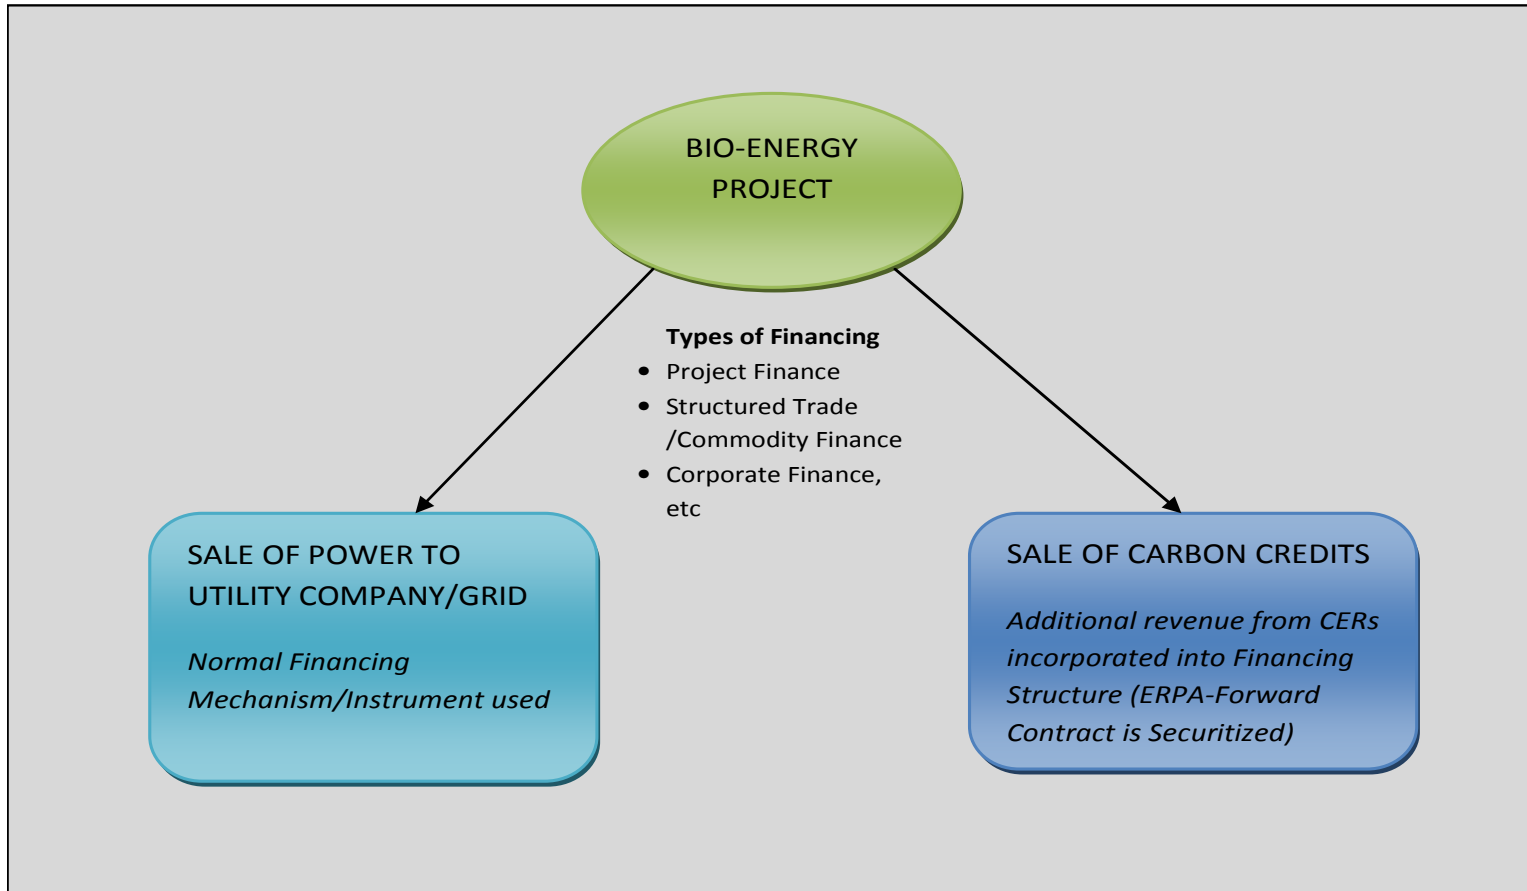 BIO-ENERGY
PROJECT
Types of Financing
• Project Finance
• Structured Trade
/Commodity Finance
• Corporate Finance,
etc
SALE OF POWER TO
UTILITY COMPANY/GRID
Normal Financing
Mechanism/Instrument used
SALE OF CARBON CREDITS
Additional revenue from CERs
incorporated into Financing
Structure (ERPA-Forward
Contract is Securitized)